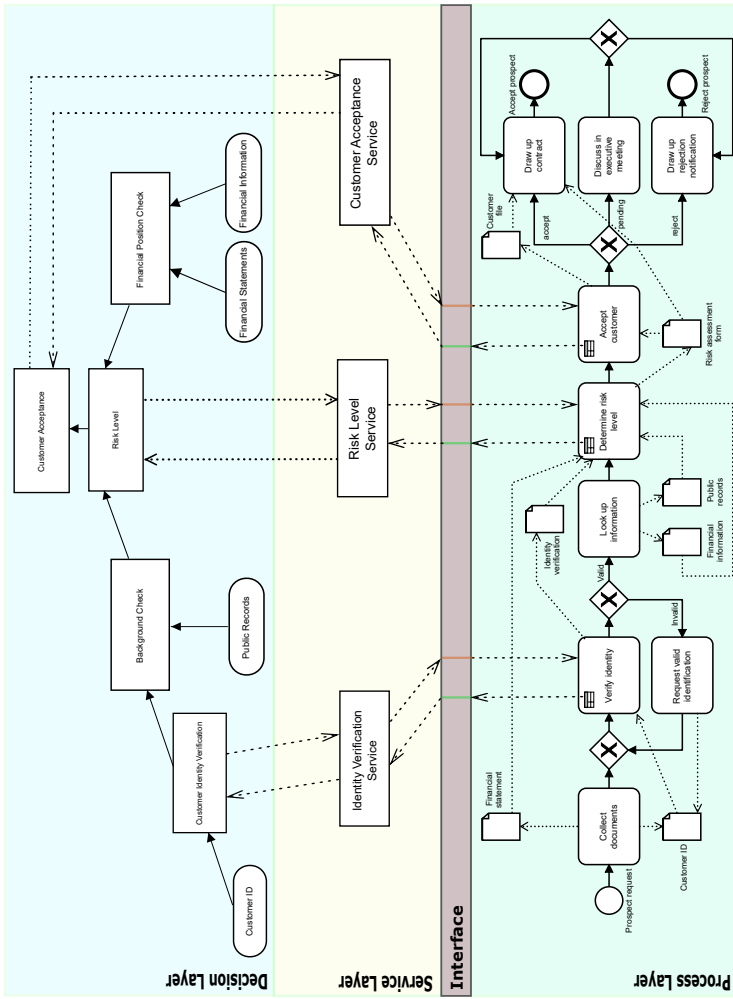 Decision Layer
Customer Acceptance
Risk Level
Financial Position Check
Financial Information
Financial Statements
Background Check
Public Records
Customer Identity Verification
Customer ID
Service Layer
Identity Verification
Service
Risk Level
Service
Customer Acceptance
Service
Interface
Process Layer
Prospect request
Collect
documents
Financial
statement
Customer ID
Verify identity
Request valid
identification
Invalid
Valid
Identity
verification
Look up
information
Financial
information
Public
records
Determine risk
level
Risk assessment
form
Accept
customer
Customer
file
accept
pending
reject
Draw up
contract
Discuss in
executive
meeting
Draw up
rejection
notification
Accept prospect
Reject prospect